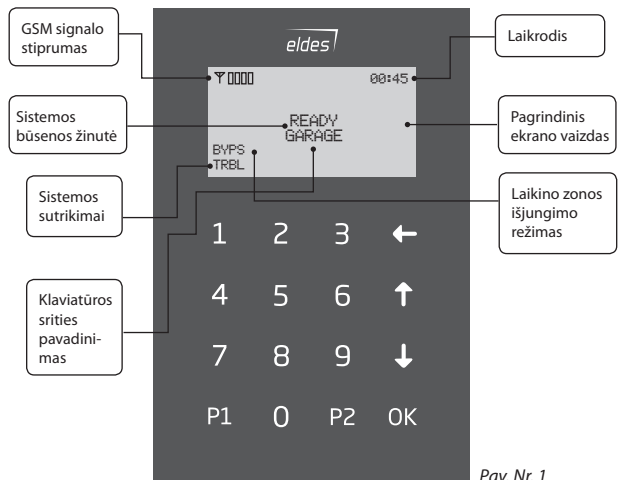 GSM signalo
stiprumas
eldes
Laikrodis
00:45
Sistemos
būsenos žinutė
READY
GARAGE
Pagrindinis
ekrano vaizdas
BYPS
TRBL
Sistemos
sutrikimai
Laikino zonos
išjungimo
režimas
Klaviatūros
srities
pavadini-
mas
1 2 3 ←
4 5 6 ↑
7 8 9 ↓
P1 0 P2 OK
Pav. Nr. 1